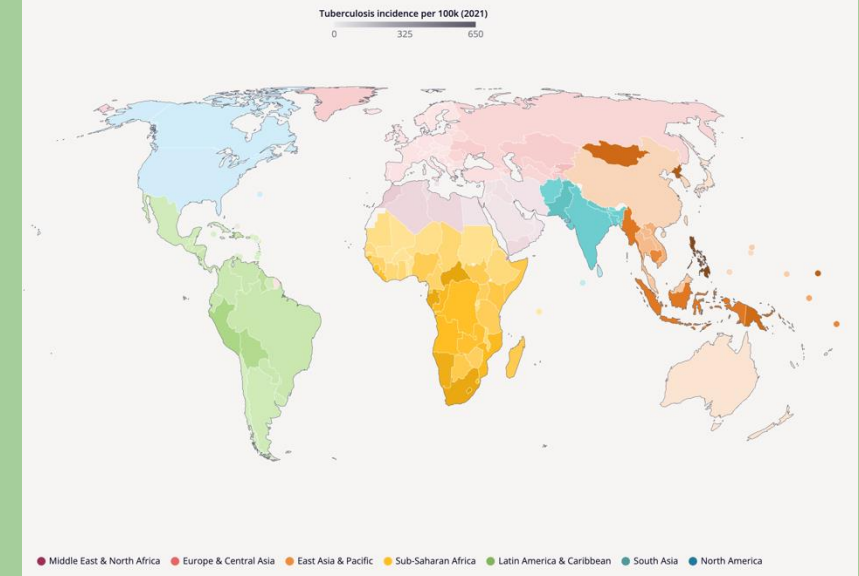 Tuberculosis incidence per 100k (2021)
0 325 650
Middle East & North Africa Europe & Central Asia East Asia & Pacific Sub-Saharan Africa Latin America & Caribbean South Asia North America